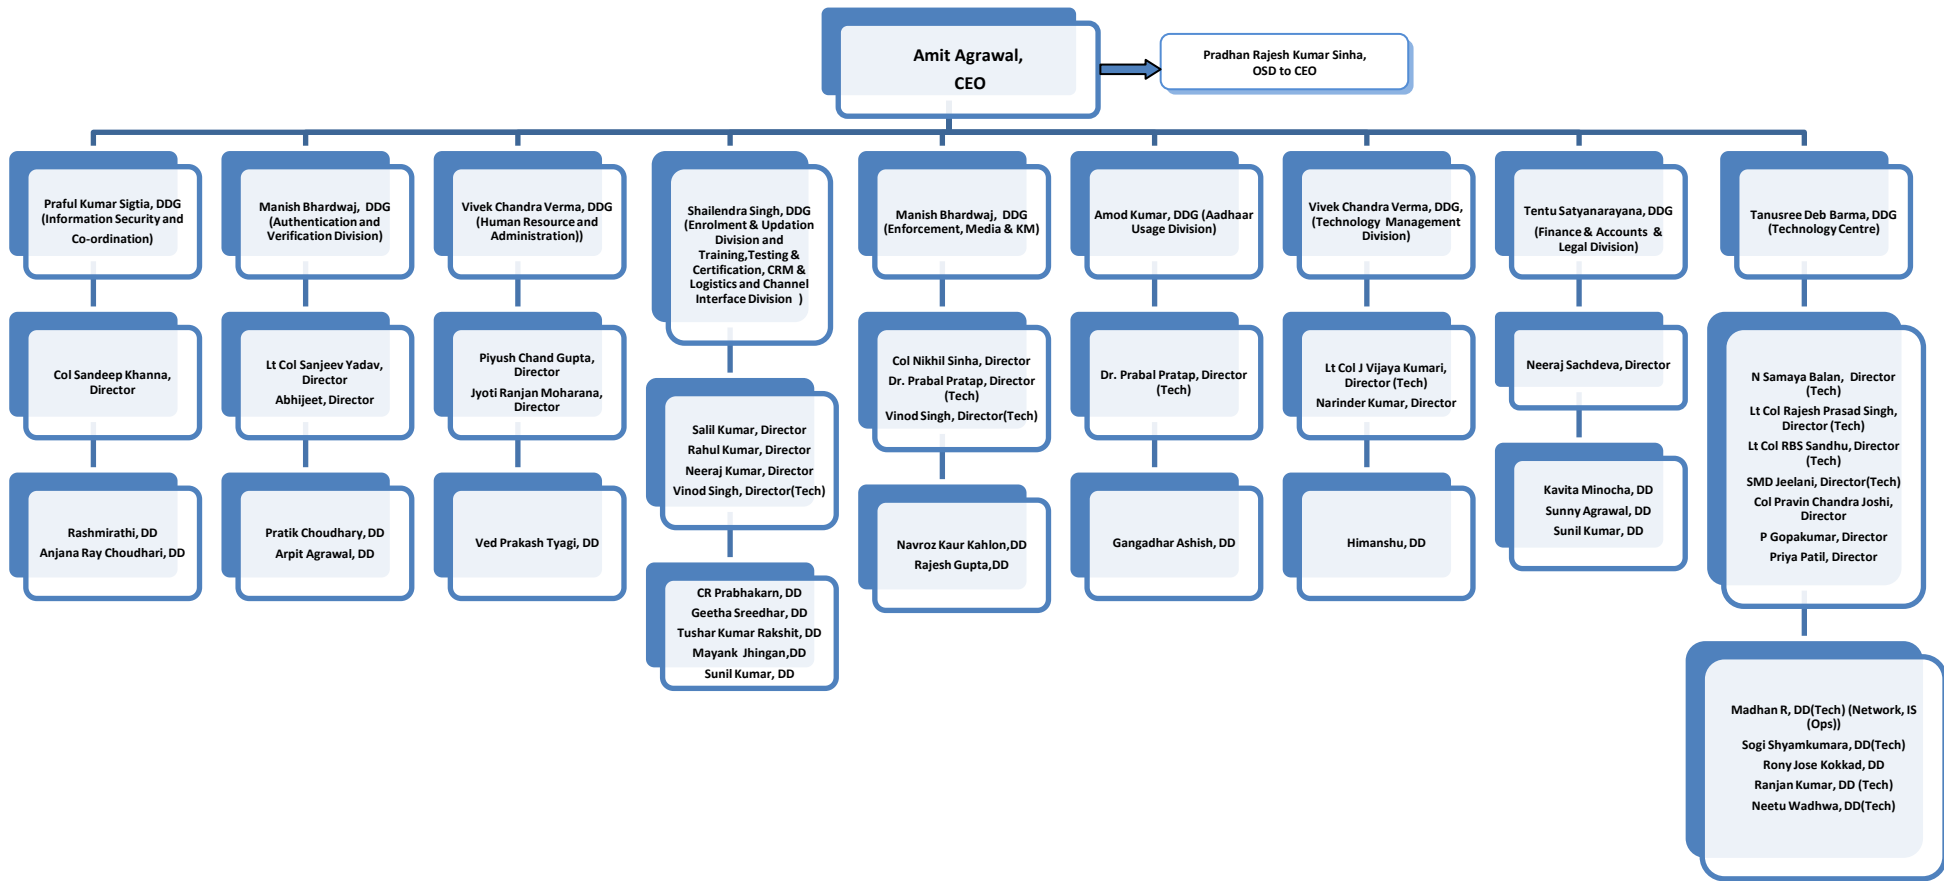 Amit Agrawal,
CEO
Pradhan Rajesh Kumar Sinha,
OSD to CEO
Praful Kumar Sigtia, DDG
(Information Security and
Co-ordination)
Col Sandeep Khanna,
Director
Rashmirathi, DD
Anjana Ray Choudhari, DD
Manish Bhardwaj, DDG
(Authentication and
Verification Division)
Lt Col Sanjeev Yadav,
Director
Abhijeet, Director
Pratik Choudhary, DD
Arpit Agrawal, DD
Vivek Chandra Verma, DDG
(Human Resource and
Administration))
Piyush Chand Gupta,
Director
Jyoti Ranjan Moharana,
Director
Ved Prakash Tyagi, DD
Shailendra Singh, DDG
(Enrolment & Updation
Division and
Training,Testing &
Certification, CRM &
Logistics and Channel
Interface Division )
Salil Kumar, Director
Rahul Kumar, Director
Neeraj Kumar, Director
Vinod Singh, Director(Tech)
CR Prabhakarn, DD
Geetha Sreedhar, DD
Tushar Kumar Rakshit, DD
Mayank Jhingan,DD
Sunil Kumar, DD
Manish Bhardwaj, DDG
(Enforcement, Media & KM)
Col Nikhil Sinha, Director
Dr. Prabal Pratap, Director
(Tech)
Vinod Singh, Director(Tech)
Navroz Kaur Kahlon,DD
Rajesh Gupta,DD
Amod Kumar, DDG (Aadhaar
Usage Division)
Dr. Prabal Pratap, Director
(Tech)
Gangadhar Ashish, DD
Vivek Chandra Verma, DDG,
(Technology Management
Division)
Lt Col J Vijaya Kumari,
Director (Tech)
Narinder Kumar, Director
Himanshu, DD
Tentu Satyanarayana, DDG
(Finance & Accounts &
Legal Division)
Neeraj Sachdeva, Director
Kavita Minocha, DD
Sunny Agrawal, DD
Sunil Kumar, DD
Tanusree Deb Barma, DDG
(Technology Centre)
N Samaya Balan, Director
(Tech)
Lt Col Rajesh Prasad Singh,
Director (Tech)
Lt Col RBS Sandhu, Director
(Tech)
SMD Jeelani, Director(Tech)
Col Pravin Chandra Joshi,
Director
P Gopakumar, Director
Priya Patil, Director
Madhan R, DD(Tech) (Network, IS
(Ops))
Sogi Shyamkumara, DD(Tech)
Rony Jose Kokkad, DD
Ranjan Kumar, DD (Tech)
Neetu Wadhwa, DD(Tech)